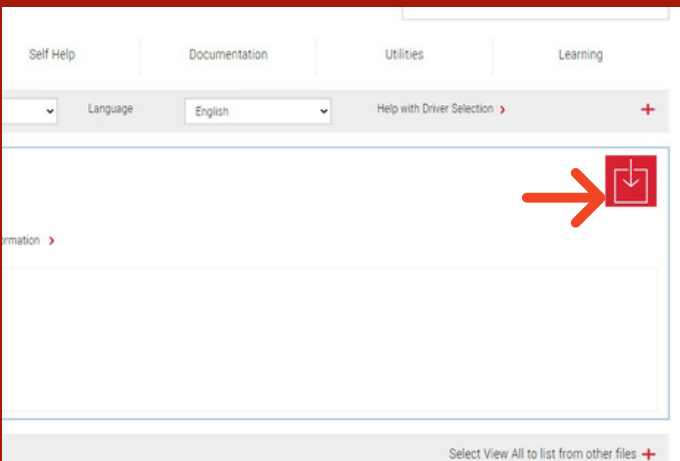 Self Help
Documentation
Utilities
Learning
Language
English
Help with Driver Selection
Select View All to list from other files